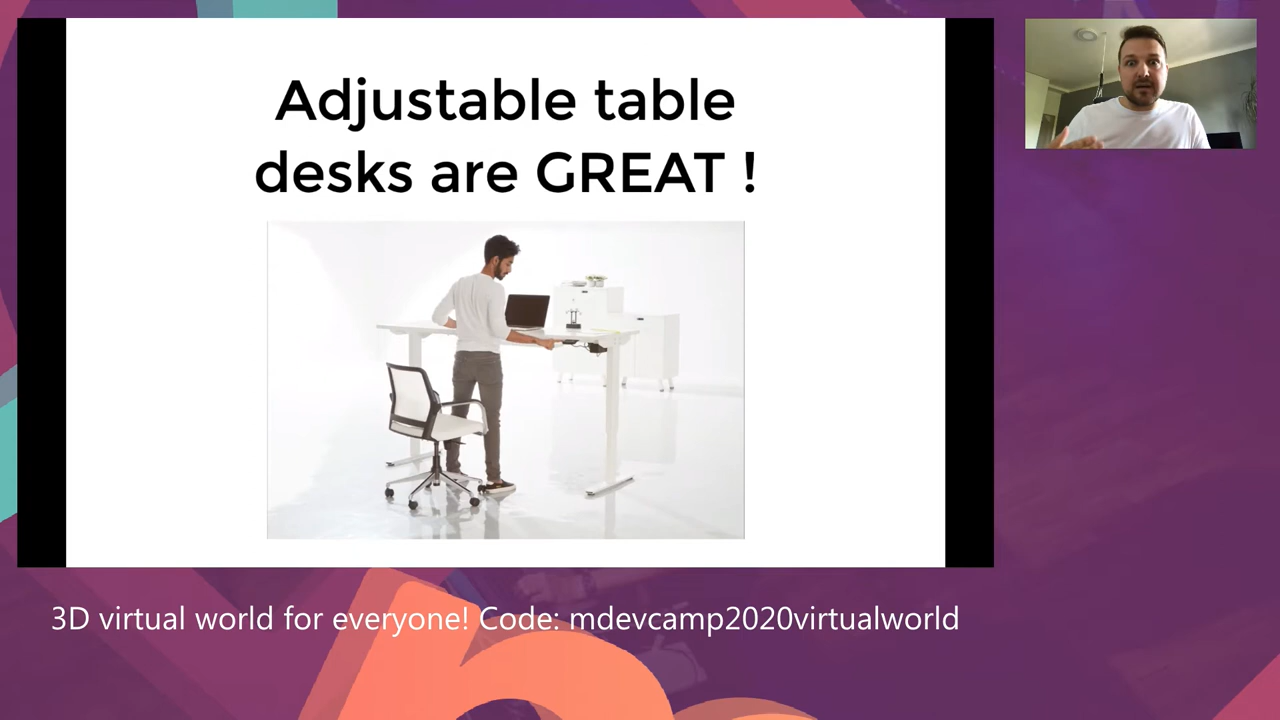 Adjustable table
desks are GREAT !
3D virtual world for everyone! Code: mdevcamp2020virtualworld